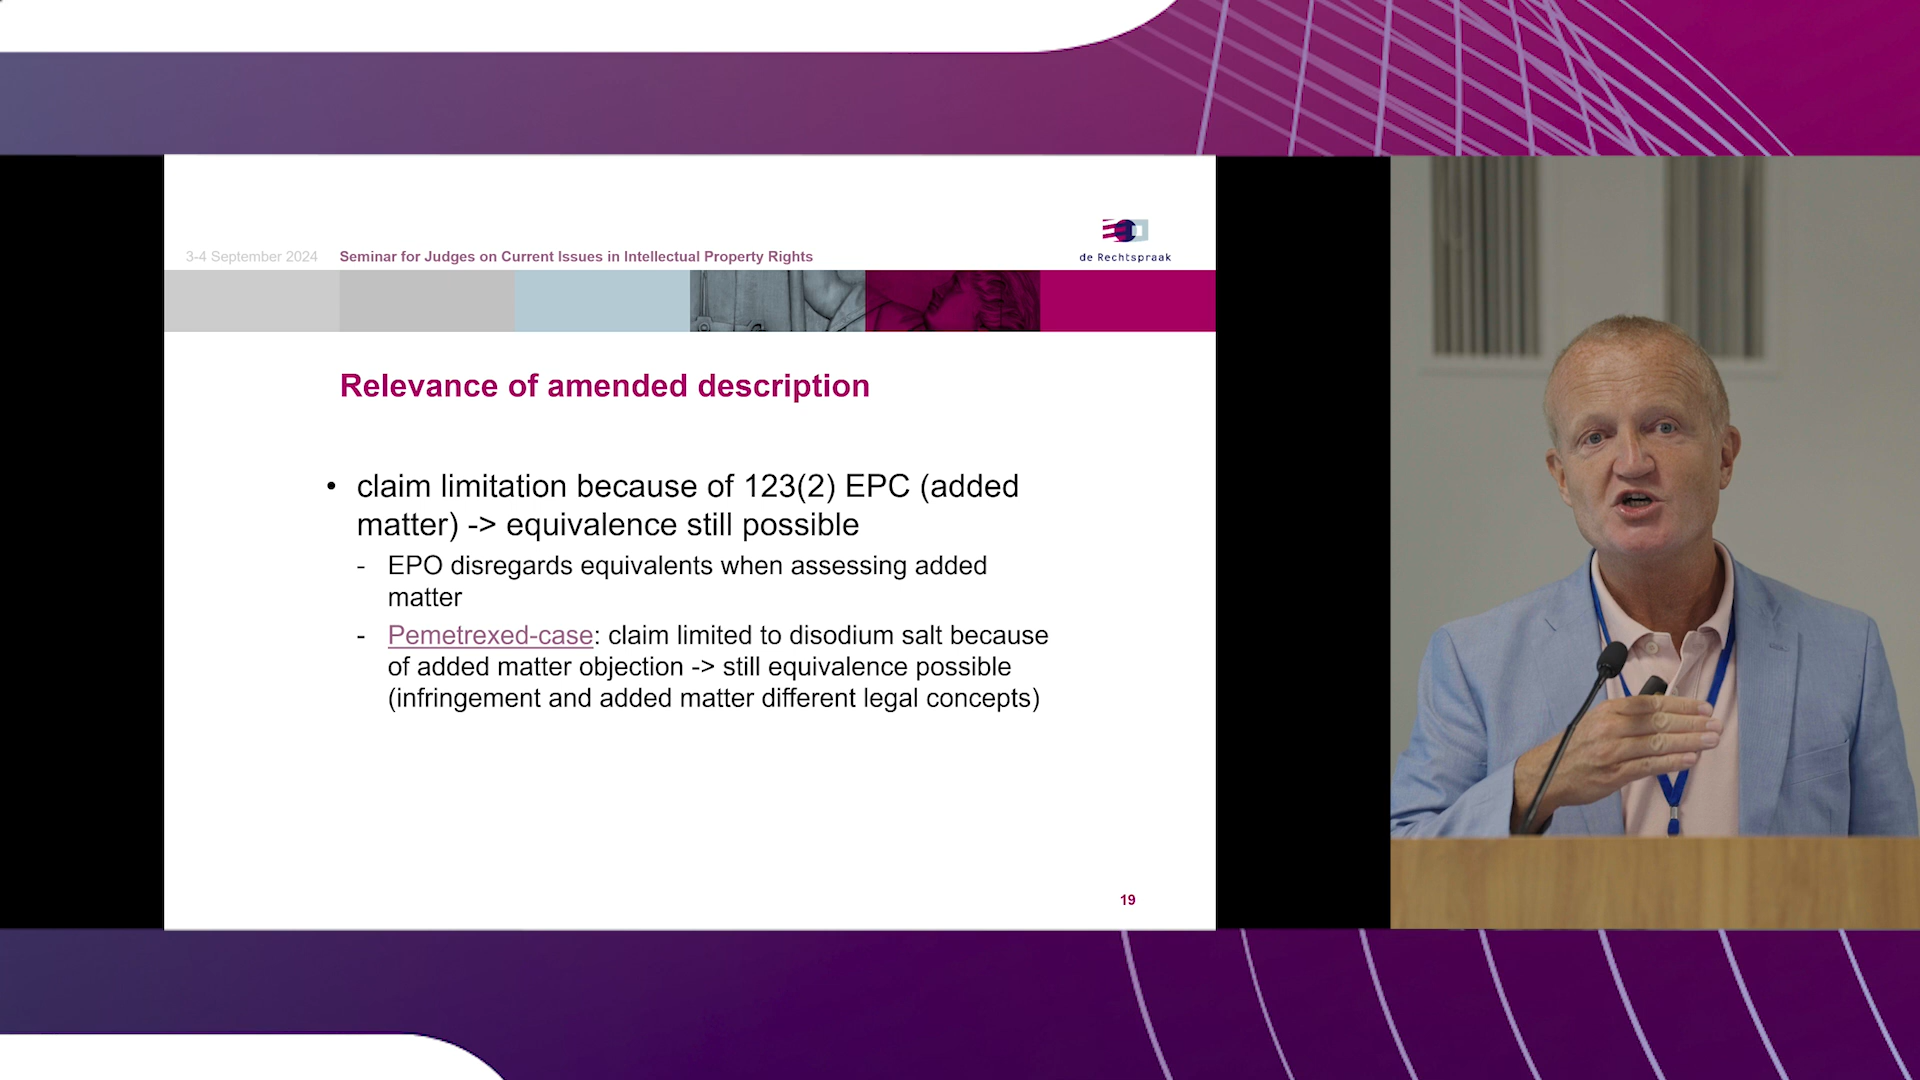 3-4 September 2024 Seminar for Judges on Current Issues in Intellectual Property Rights
de Rechtspraak
Relevance of amended description
• claim limitation because of 123(2) EPC (added
matter) -> equivalence still possible
- EPO disregards equivalents when assessing added
matter
- Pemetrexed-case: claim limited to disodium salt because
of added matter objection -> still equivalence possible
(infringement and added matter different legal concepts)
19